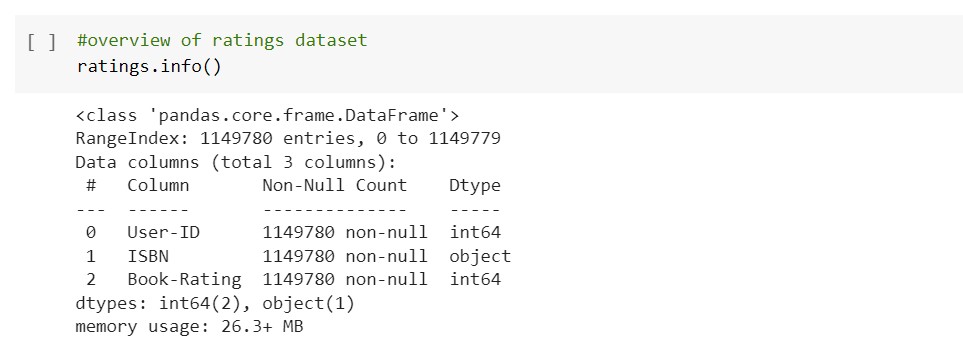 [ ] #overview of ratings dataset
ratings.info()
<class 'pandas.core.frame.DataFrame'>
RangeIndex: 1149780 entries, 0 to 1149779
Data columns (total 3 columns):
 #   Column       Non-Null Count    Dtype
---  ------       --------------    -----
 0   User-ID      1149780 non-null  int64
 1   ISBN         1149780 non-null  object
 2   Book-Rating  1149780 non-null  int64
dtypes: int64(2), object(1)
memory usage: 26.3+ MB